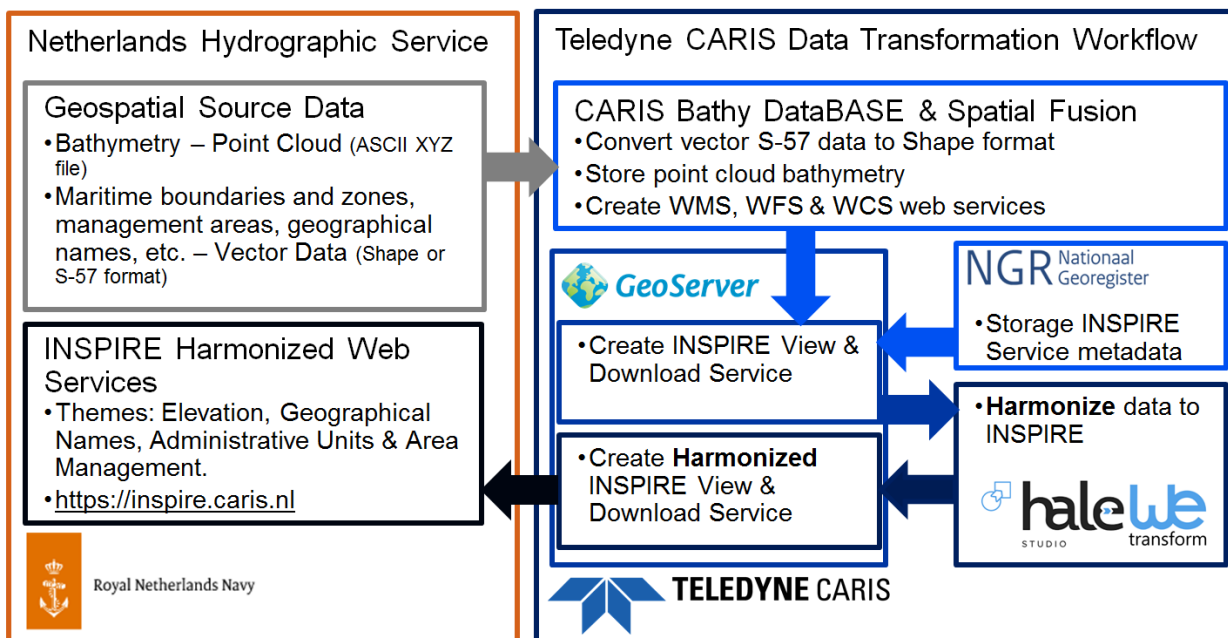 Netherlands Hydrographic Service
Geospatial Source Data
•Bathymetry – Point Cloud (ASCII XYZ
file)
•Maritime boundaries and zones,
management areas, geographical
names, etc. – Vector Data (Shape or
S-57 format)
INSPIRE Harmonized Web
Services
•Themes: Elevation, Geographical
Names, Administrative Units & Area
Management.
•https://inspire.caris.nl
Royal Netherlands Navy
Teledyne CARIS Data Transformation Workflow
CARIS Bathy DataBASE & Spatial Fusion
•Convert vector S-57 data to Shape format
•Store point cloud bathymetry
•Create WMS, WFS & WCS web services
GeoServer
•Create INSPIRE View &
Download Service
•Create Harmonized
INSPIRE View &
Download Service
NGR Nationaal
Georegister
•Storage INSPIRE
Service metadata
•Harmonize data to
INSPIRE
hale
STUDIO
we
transform
TELEDYNE CARIS